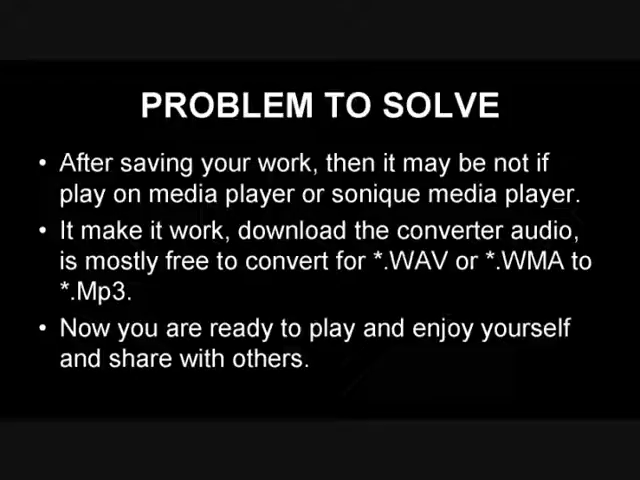 PROBLEM TO SOLVE
• After saving your work, then it may be not if
play on media player or sonique media player.
• It make it work, download the converter audio,
is mostly free to convert for *.WAV or *.WMA to
*.Mp3.
• Now you are ready to play and enjoy yourself
and share with others.